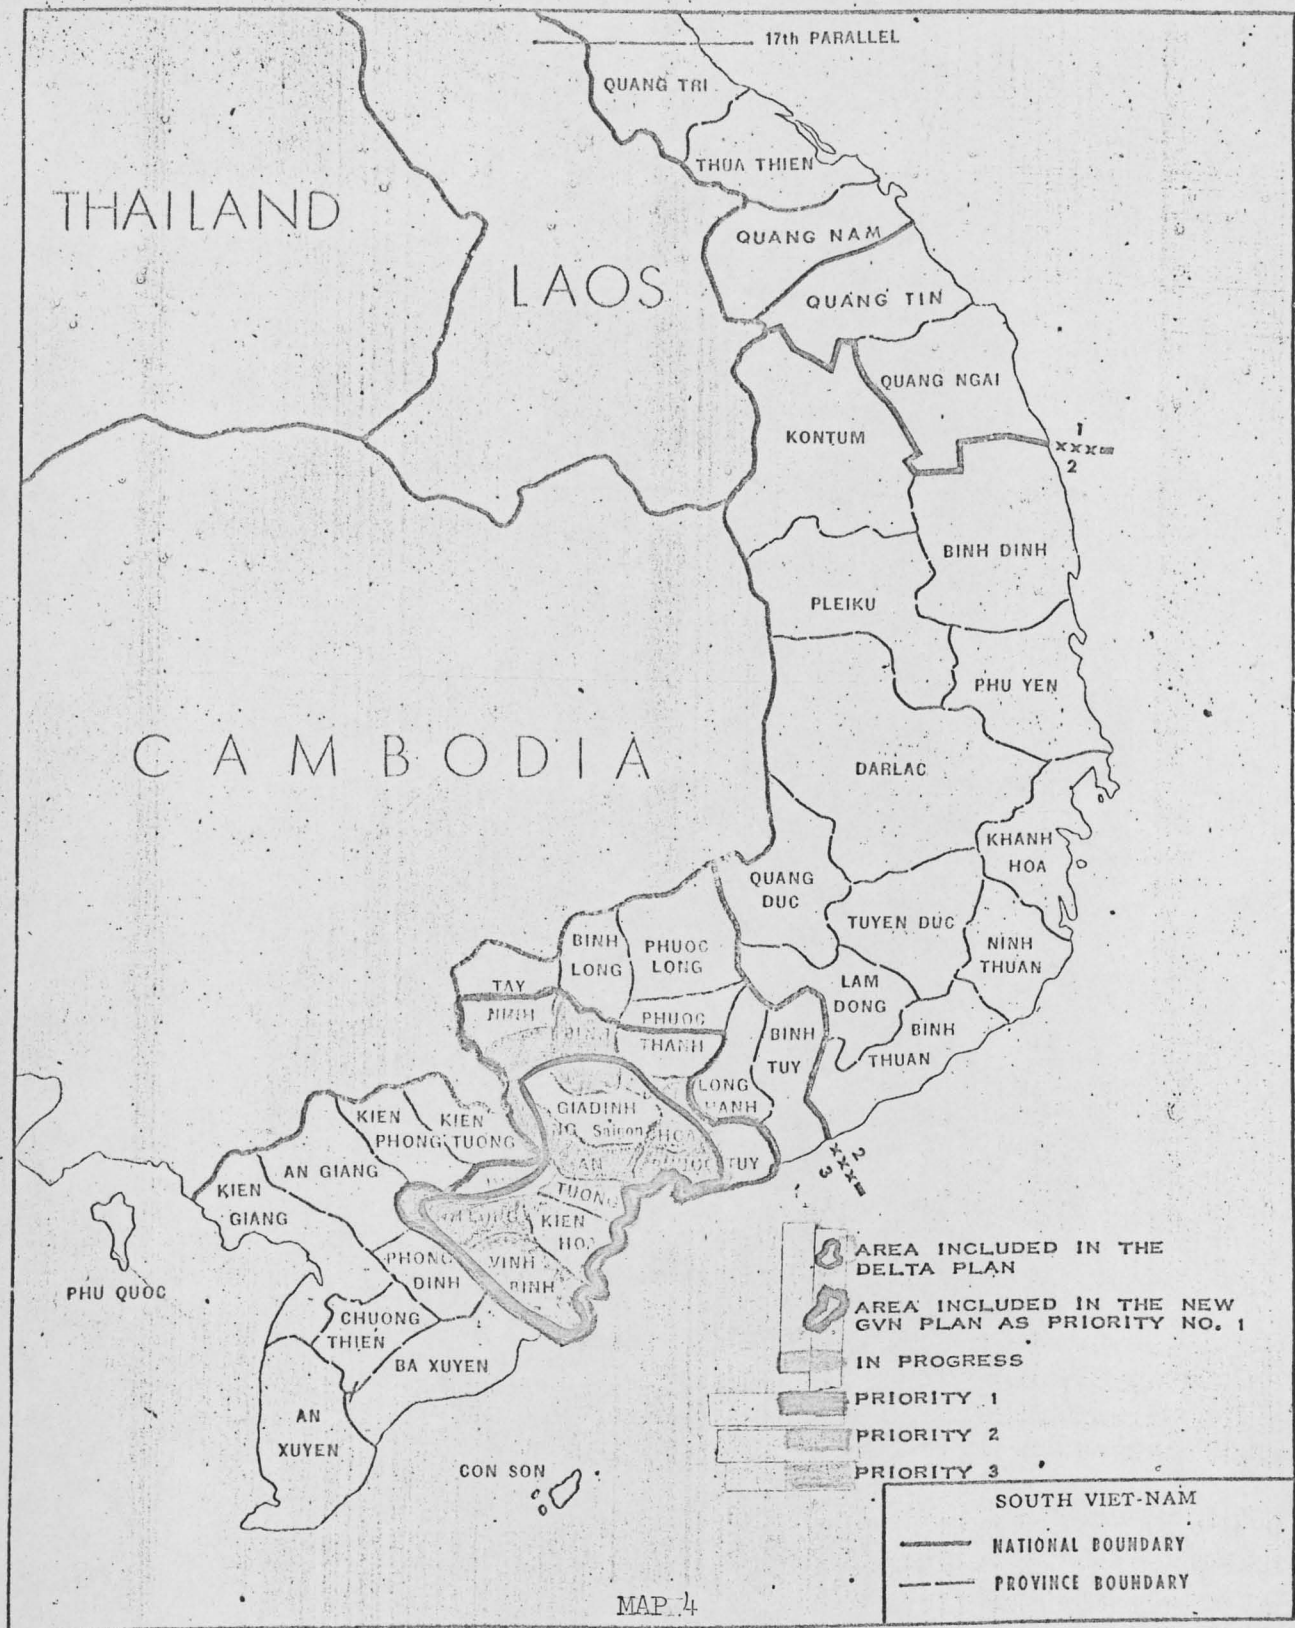 17th PARALLEL
QUANG TRI
THUA THIEN
THAILAND
QUANG NAM
LAOS
QUANG TIN
QUANG NGAI
KONTUM
1
xxx
2
BINH DINH
PLEIKU
PHU YEN
CAMBODIA
DARLAC
KHANH
HOA
QUANG
DUC
TUYEN DUC
BINH
LONG
PHUOC
LONG
NINH
THUAN
TAY
NINH
LAM
DONG
PHUOC
THANH
BINH
TUY
BINH
THUAN
LONG
KHANH
GIADINH
Saigon
KIEN
PHONG
KIEN
TUONG
AN GIANG
TUY
2
xxx
3
KIEN
GIANG
TUONG
KIEN
HOA
PHONG
DINH
VINH
BINH
PHU QUOC
CHUONG
THIEN
BA XUYEN
AN
XUYEN
CON SON
AREA INCLUDED IN THE
DELTA PLAN
AREA INCLUDED IN THE NEW
GVN PLAN AS PRIORITY NO. 1
IN PROGRESS
PRIORITY 1
PRIORITY 2
PRIORITY 3
SOUTH VIET-NAM
NATIONAL BOUNDARY
PROVINCE BOUNDARY
MAP 4